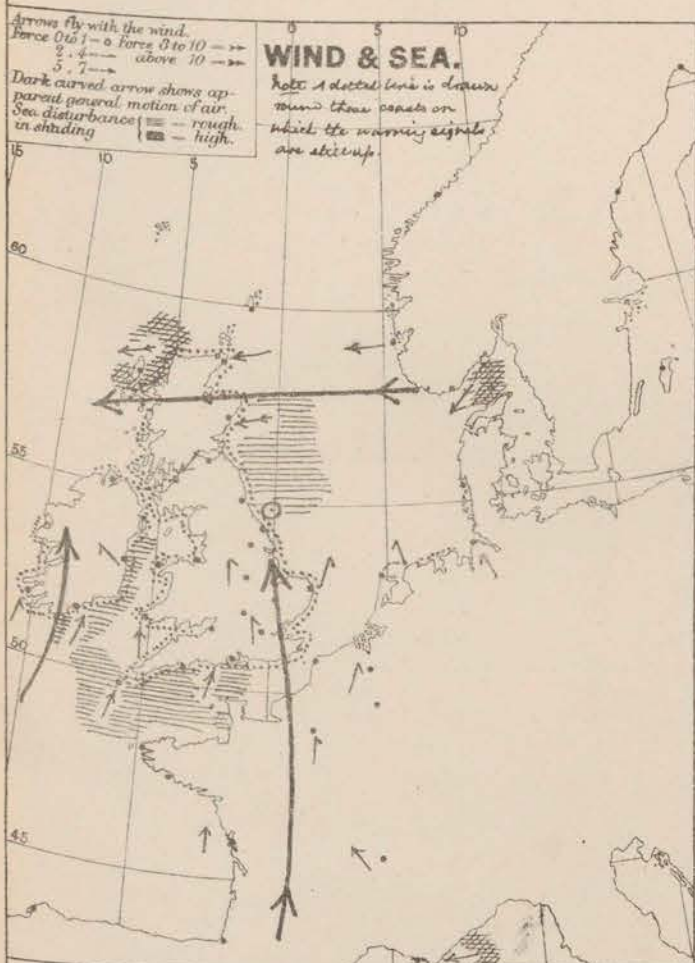 Arrows fly with the wind.
Force 0 to 1 — o Force 8 to 10 —
2 . 4 — above 10 —
5 . 7 —
Dark curved arrow shows ap-
parent general motion of air.
Sea disturbance { — rough.
in shading — high.
WIND & SEA.
Note A dotted line is drawn
round those coasts on
which the warning signals
are still up.
0
10
15
10
5
0
5
10
60
55
50
45